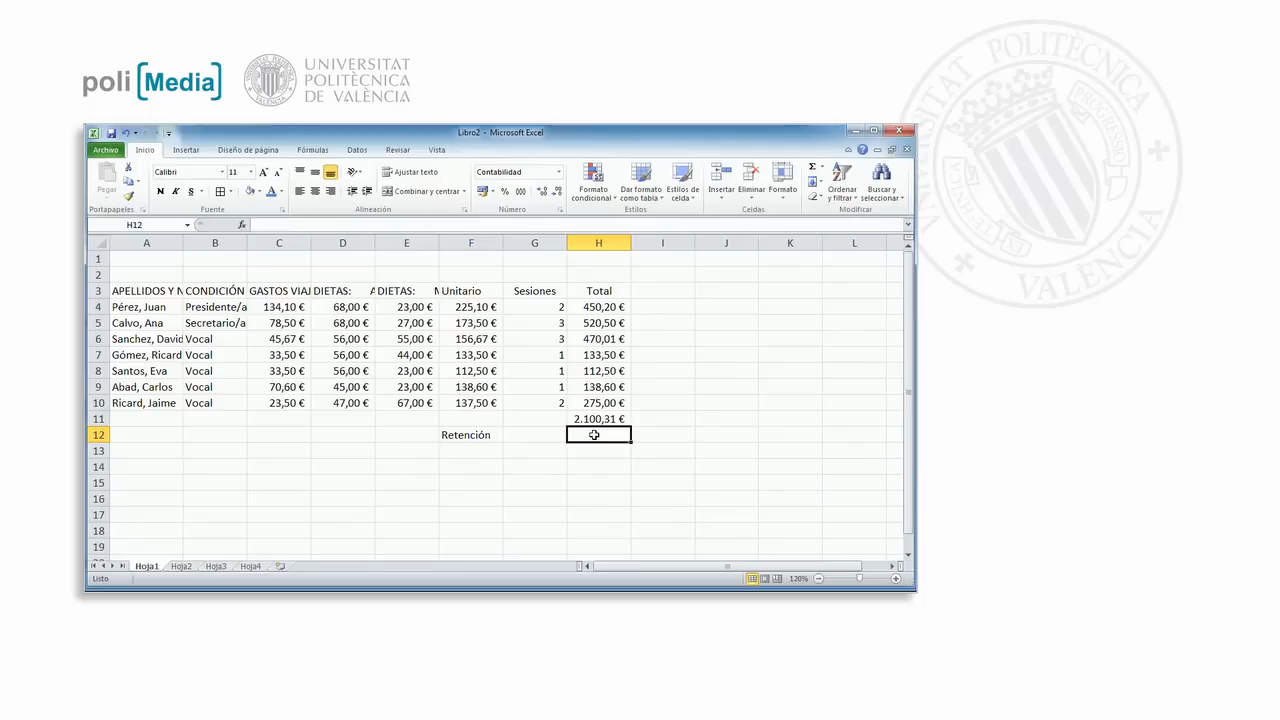 poli [Media]
UNIVERSITAT
POLITÈCNICA
DE VALÈNCIA
UNIVERSITAT POLITÈCNICA
VALÈNCIA
Libro2 - Microsoft Excel
Archivo Inicio Insertar Diseño de página Fórmulas Datos Revisar Vista
Pegar
Calibri 11 A A
N K S A
Ajustar texto
Combinar y centrar
Contabilidad
% 000
Formato condicional
Dar formato como tabla
Estilos de celda
Insertar Eliminar Formato
Σ
Ordenar y filtrar
Buscar y seleccionar
Portapapeles Fuente Alineación Número Estilos Celdas Modificar
H12 fx
A B C D E F G H I J K L
1
2
3 APELLIDOS Y N CONDICIÓN GASTOS VIAJ DIETAS: A DIETAS: M Unitario Sesiones Total
4 Pérez, Juan Presidente/a 134,10 € 68,00 € 23,00 € 225,10 € 2 450,20 €
5 Calvo, Ana Secretario/a 78,50 € 68,00 € 27,00 € 173,50 € 3 520,50 €
6 Sanchez, David Vocal 45,67 € 56,00 € 55,00 € 156,67 € 3 470,01 €
7 Gómez, Ricard Vocal 33,50 € 56,00 € 44,00 € 133,50 € 1 133,50 €
8 Santos, Eva Vocal 33,50 € 56,00 € 23,00 € 112,50 € 1 112,50 €
9 Abad, Carlos Vocal 70,60 € 45,00 € 23,00 € 138,60 € 1 138,60 €
10 Ricard, Jaime Vocal 23,50 € 47,00 € 67,00 € 137,50 € 2 275,00 €
11 2.100,31 €
12 Retención
13
14
15
16
17
18
19
Hoja1 Hoja2 Hoja3 Hoja4
Listo 120%